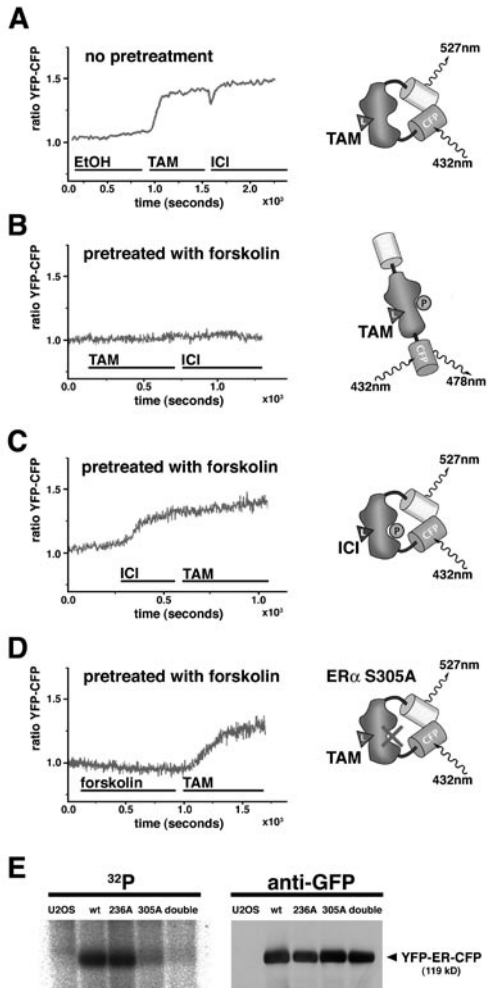 A
no pretreatment
ratio YFP-CFP
1.5
1.0
EtOH TAM ICI
0.0 0.5 1.0 1.5 2.0
time (seconds) x10³
527nm
CFP
L
TAM
432nm
B
pretreated with forskolin
ratio YFP-CFP
1.5
1.0
TAM ICI
0.0 0.5 1.0 1.5
time (seconds) x10³
P
L
TAM
CFP
432nm 478nm
C
pretreated with forskolin
ratio YFP-CFP
1.5
1.0
ICI TAM
0.0 0.5 1.0
time (seconds) x10³
527nm
L P
ICI
CFP
432nm
D
pretreated with forskolin
ratio YFP-CFP
1.5
1.0
forskolin TAM
0.0 0.5 1.0 1.5
time (seconds) x10³
ERα S305A
527nm
L
TAM
CFP
432nm
E
³²P
U2OS wt 236A 305A double
anti-GFP
U2OS wt 236A 305A double
YFP-ER-CFP
(119 kD)